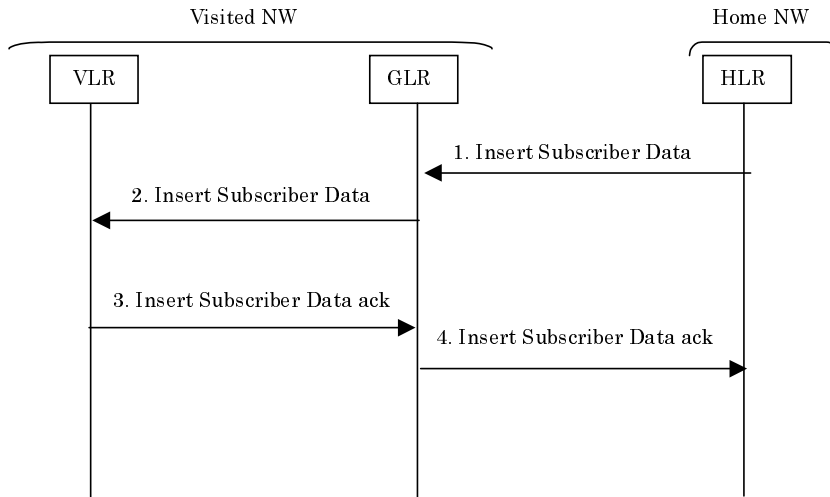 Visited NW
Home NW
VLR
GLR
HLR
1. Insert Subscriber Data
2. Insert Subscriber Data
3. Insert Subscriber Data ack
4. Insert Subscriber Data ack